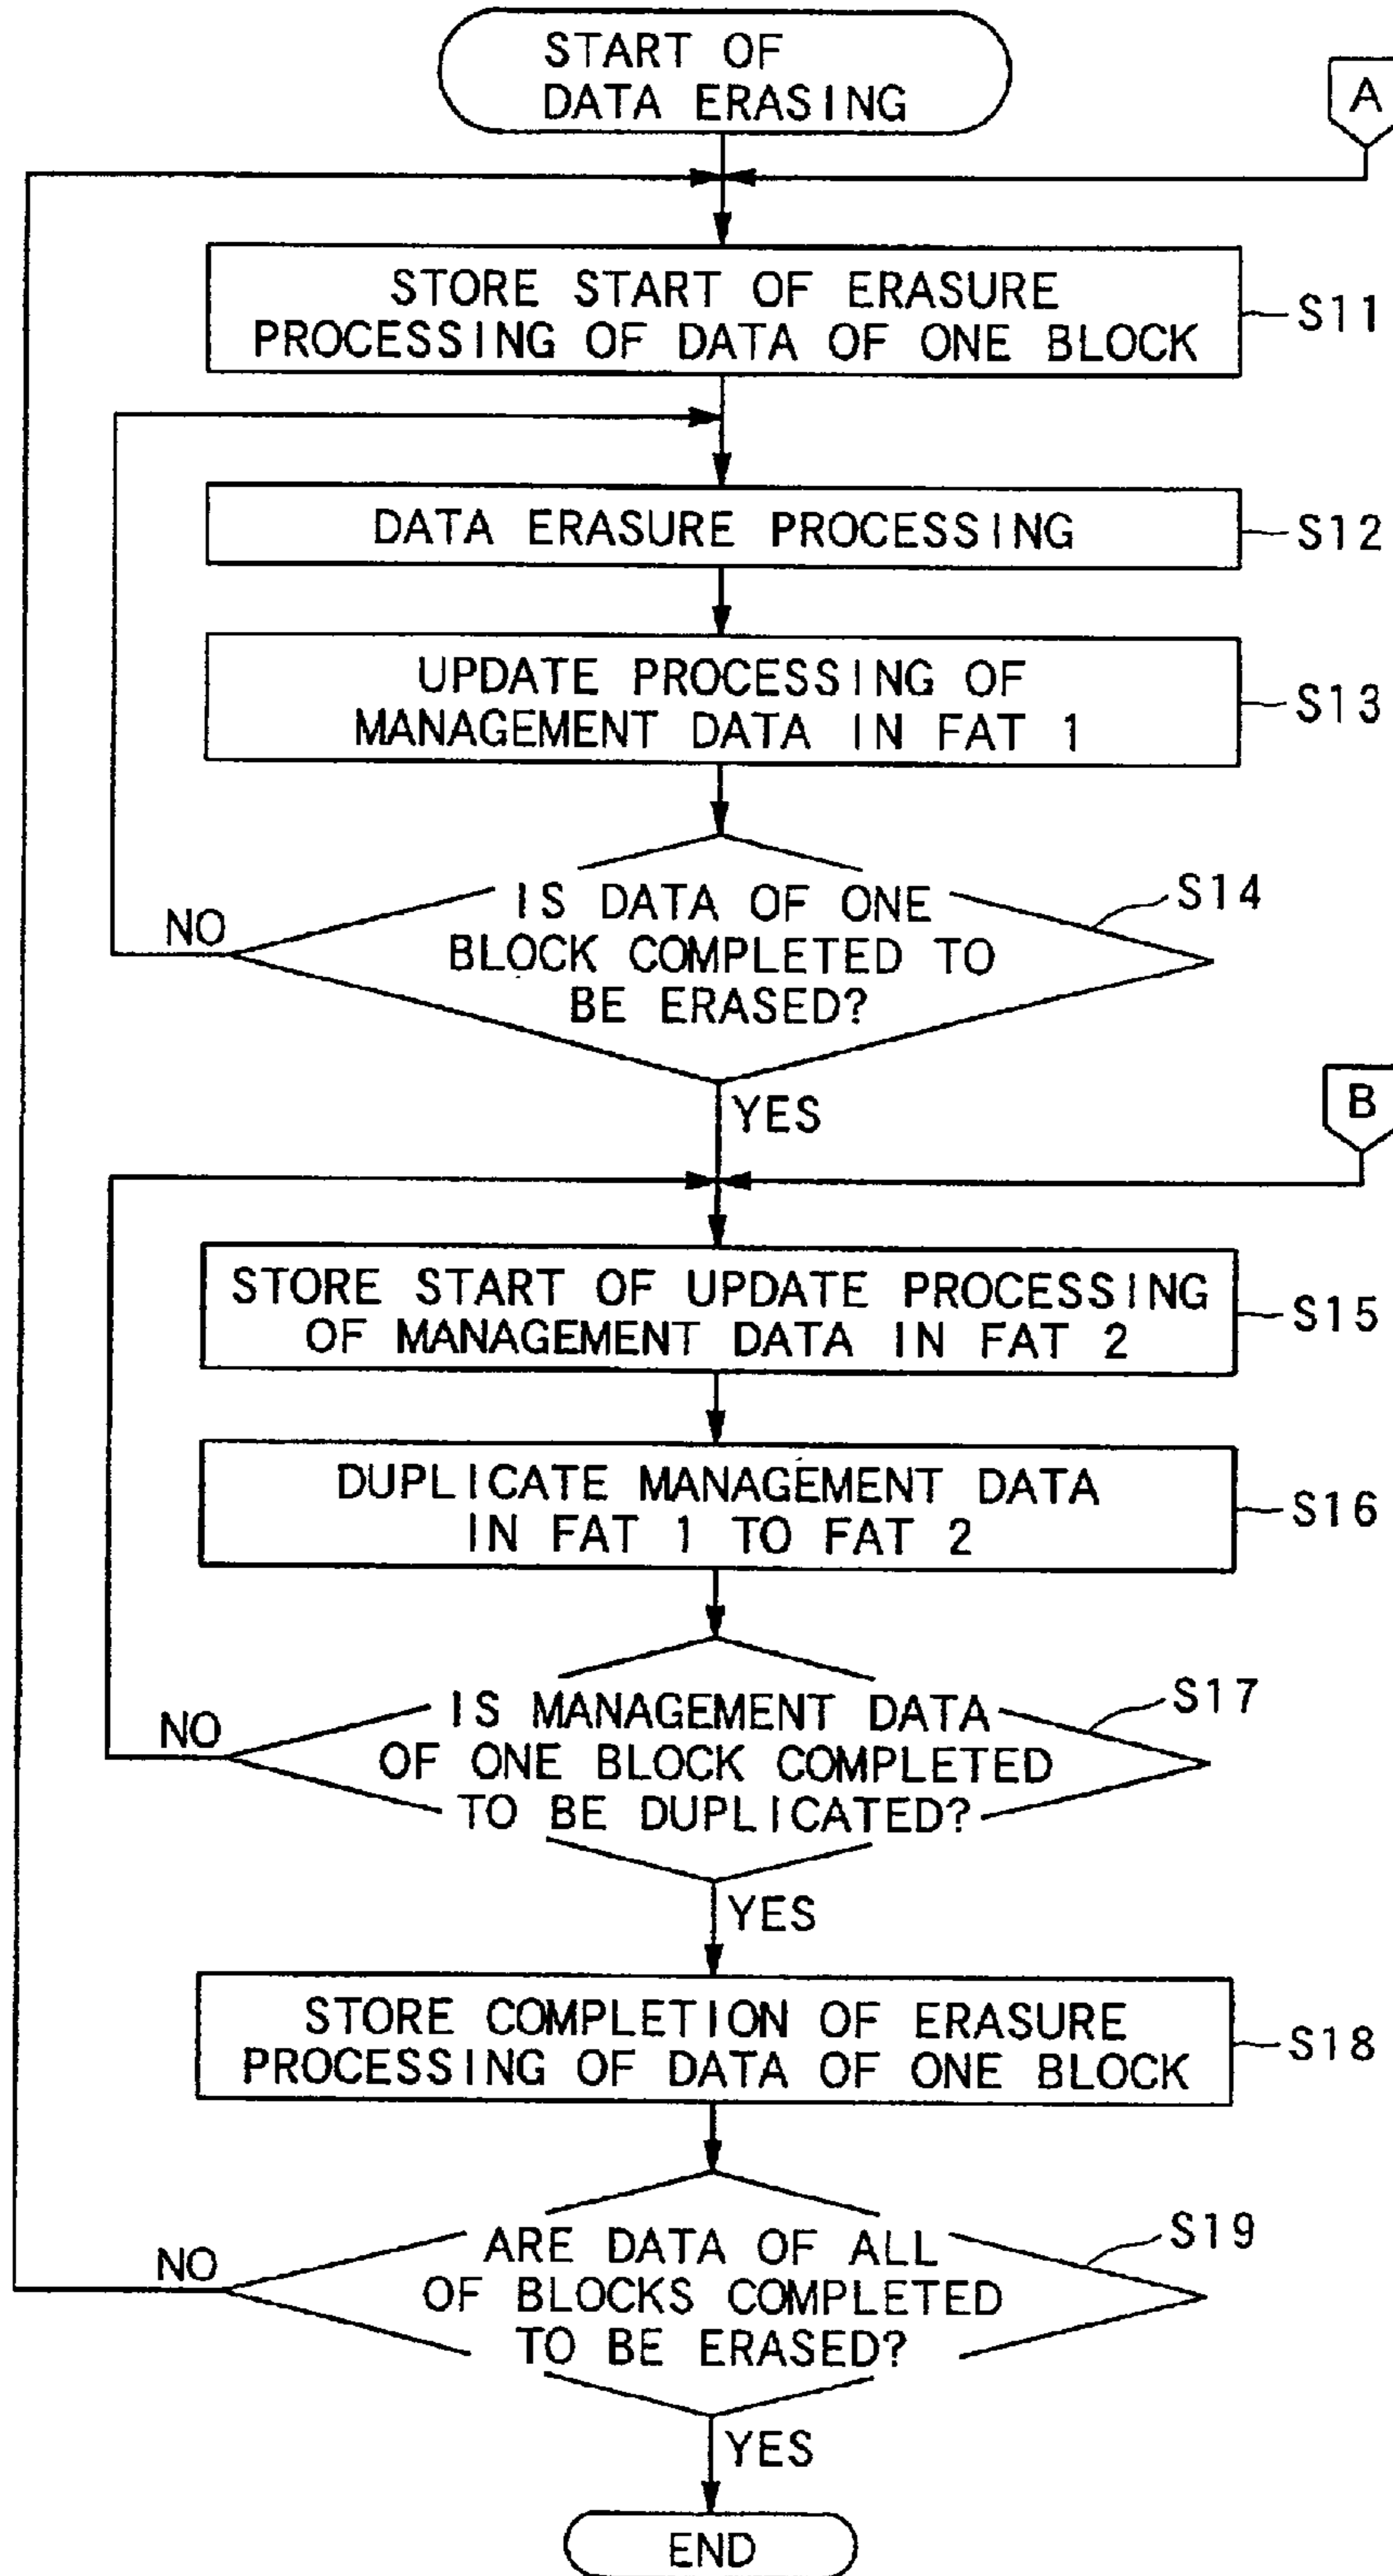 START OF
DATA ERASING
A
STORE START OF ERASURE
PROCESSING OF DATA OF ONE BLOCK
S11
DATA ERASURE PROCESSING
S12
UPDATE PROCESSING OF
MANAGEMENT DATA IN FAT 1
S13
IS DATA OF ONE
BLOCK COMPLETED TO
BE ERASED?
S14
NO
YES
B
STORE START OF UPDATE PROCESSING
OF MANAGEMENT DATA IN FAT 2
S15
DUPLICATE MANAGEMENT DATA
IN FAT 1 TO FAT 2
S16
IS MANAGEMENT DATA
OF ONE BLOCK COMPLETED
TO BE DUPLICATED?
S17
NO
YES
STORE COMPLETION OF ERASURE
PROCESSING OF DATA OF ONE BLOCK
S18
ARE DATA OF ALL
OF BLOCKS COMPLETED
TO BE ERASED?
S19
NO
YES
END